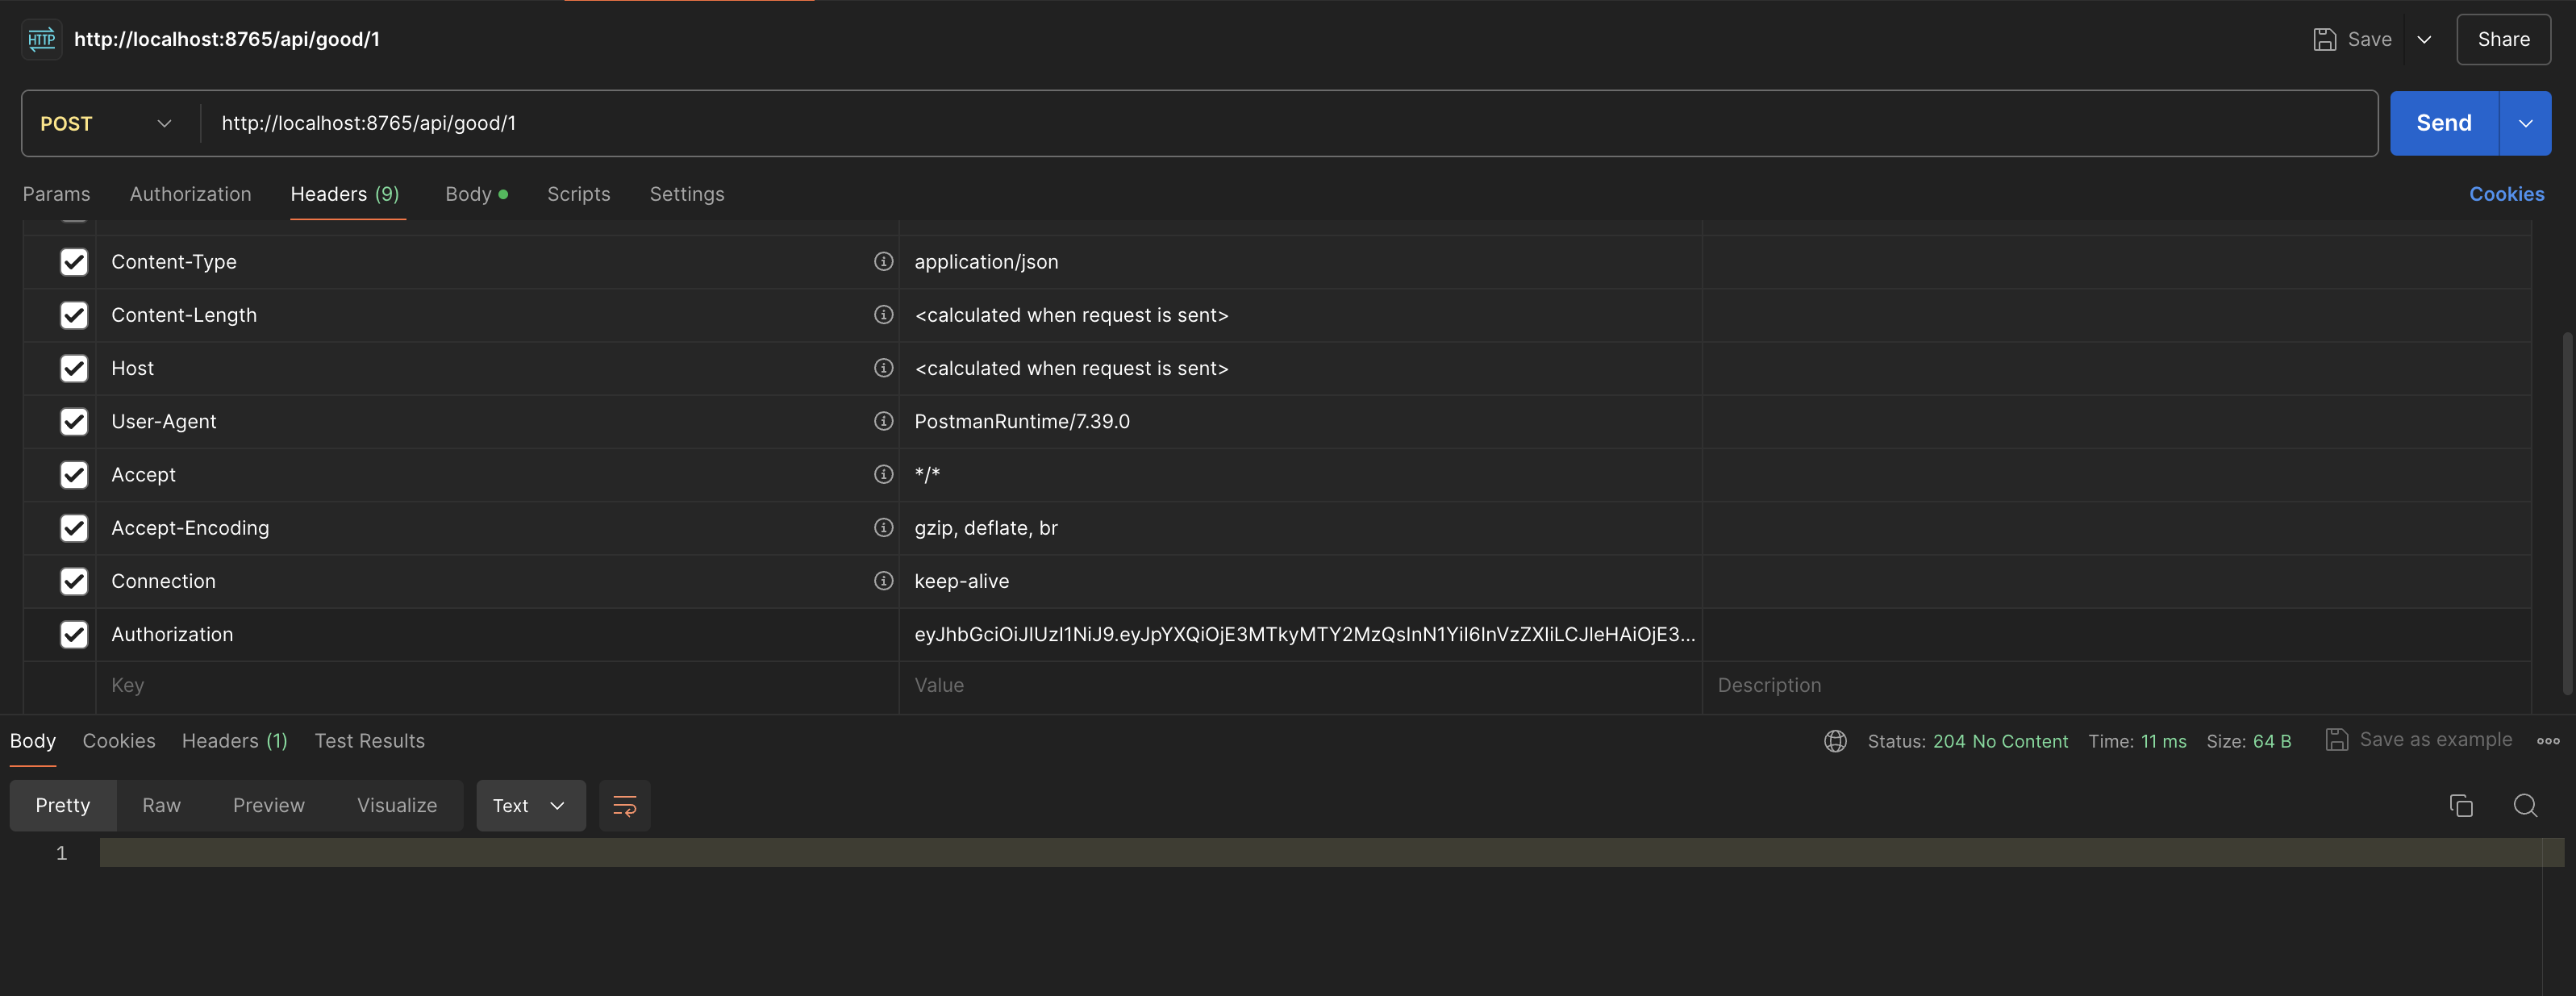 HTTP http://localhost:8765/api/good/1 Save Share
POST http://localhost:8765/api/good/1 Send
Params Authorization Headers (9) Body Scripts Settings Cookies
Content-Type application/json
Content-Length <calculated when request is sent>
Host <calculated when request is sent>
User-Agent PostmanRuntime/7.39.0
Accept */*
Accept-Encoding gzip, deflate, br
Connection keep-alive
Authorization eyJhbGciOiJIUzI1NiJ9.eyJpYXQiOjE3MTkyMTY2MzQsInN1YiI6InVzZXIiLCJleHAiOjE3...
Key Value Description
Body Cookies Headers (1) Test Results Status: 204 No Content Time: 11 ms Size: 64 B Save as example
Pretty Raw Preview Visualize Text
1